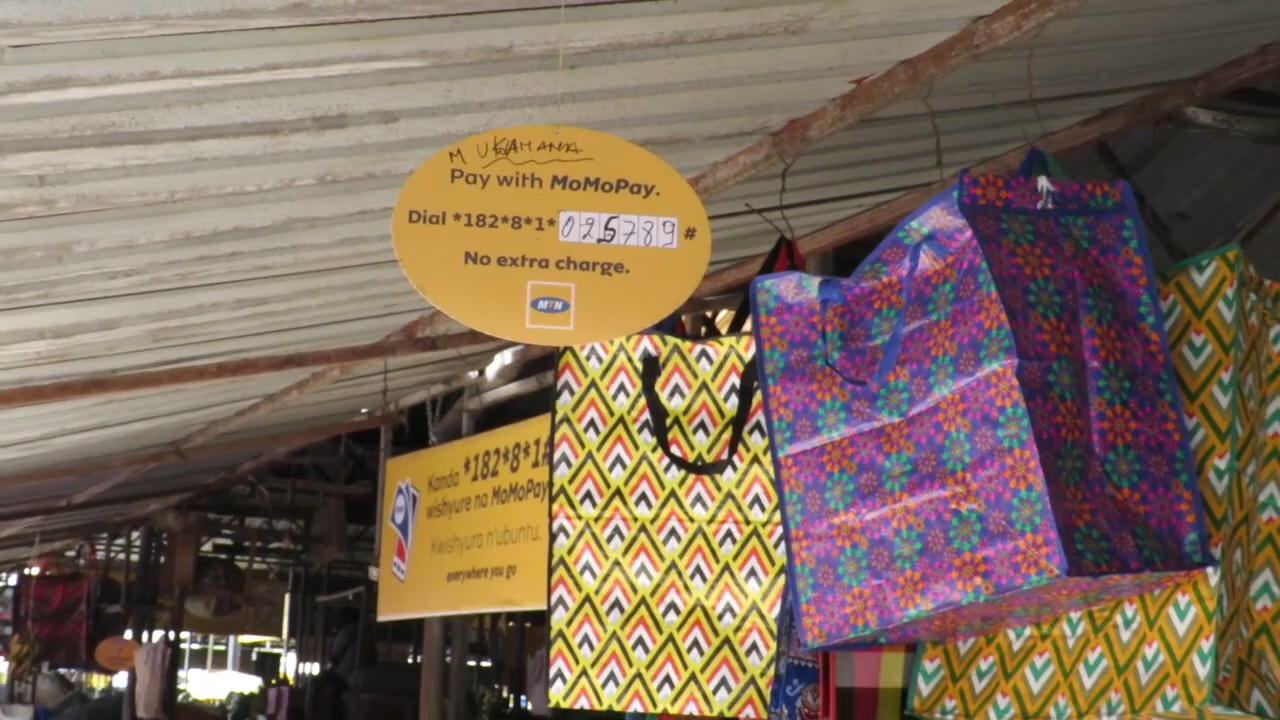 MUKAMANA
Pay with MoMoPay.
Dial *182*8*1* 025789 #
No extra charge.
MTN
Kanda *182*8*1#
wishyure na MoMoPay
Kwishyura n'ubuntu.
everywhere you go